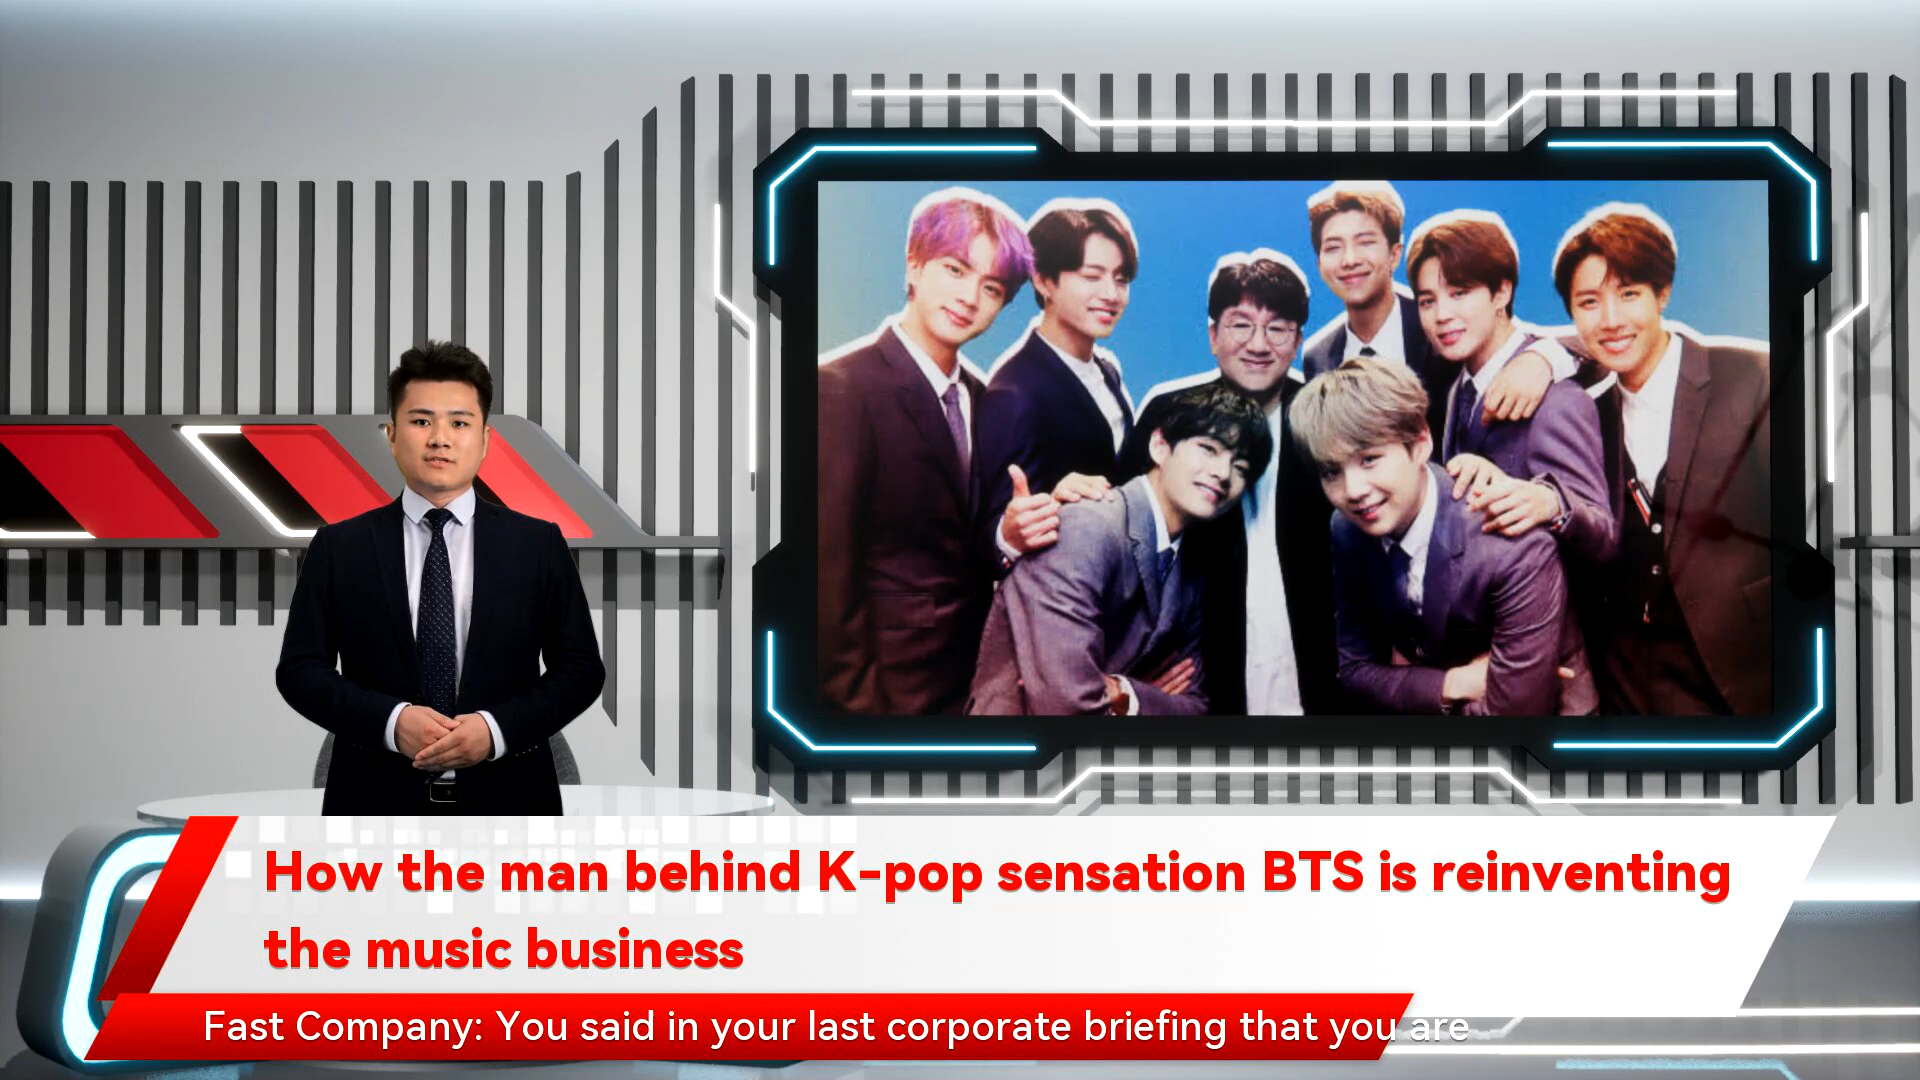 How the man behind K-pop sensation BTS is reinventing
the music business
Fast Company: You said in your last corporate briefing that you are